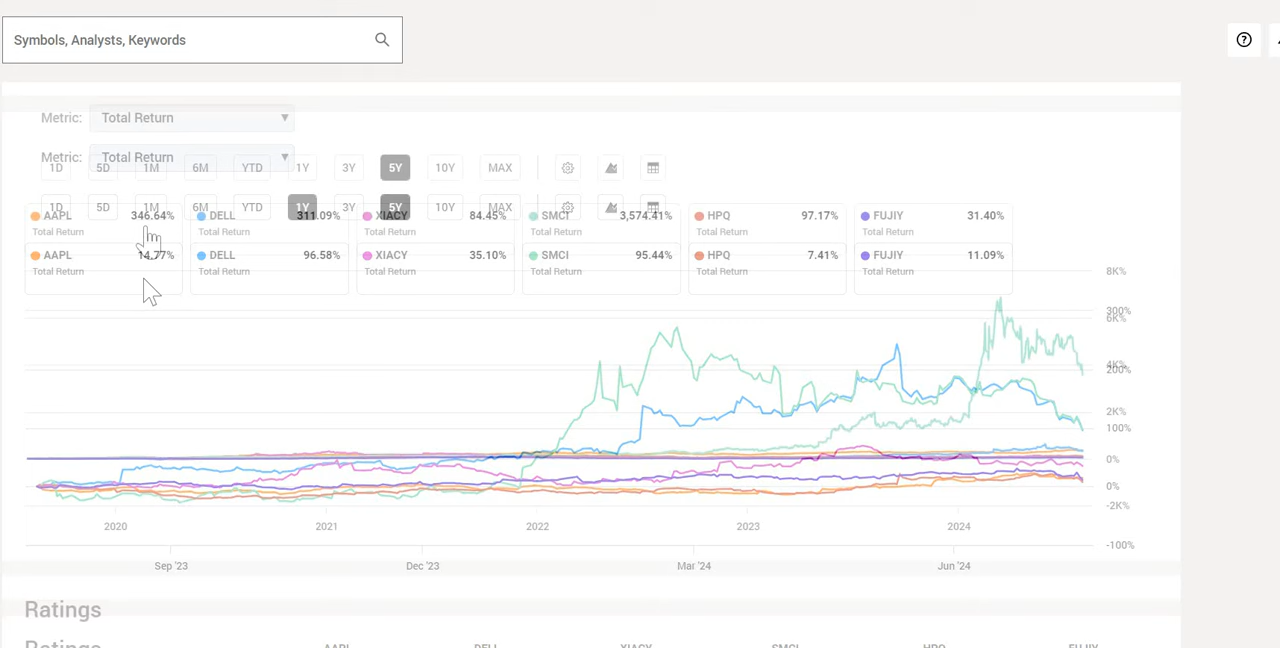 Symbols, Analysts, Keywords
Metric: Total Return
Metric: Total Return
1D 5D 1M 6M YTD 1Y 3Y 5Y 10Y MAX
1D 5D 1M 6M YTD 1Y 3Y 5Y 10Y MAX
AAPL 346.64% DELL 311.09% XIACY 84.45% SMCI 3,574.41% HPQ 97.17% FUJIY 31.40%
Total Return Total Return Total Return Total Return Total Return Total Return
AAPL 14.77% DELL 96.58% XIACY 35.10% SMCI 95.44% HPQ 7.41% FUJIY 11.09%
Total Return Total Return Total Return Total Return Total Return Total Return
8K%
300%
6K%
4K%
200%
2K%
100%
0%
0%
-2K%
2020 2021 2022 2023 2024
-100%
Sep '23 Dec '23 Mar '24 Jun '24
Ratings
Ratings AAPL DELL XIACY SMCI HPQ FUJIY